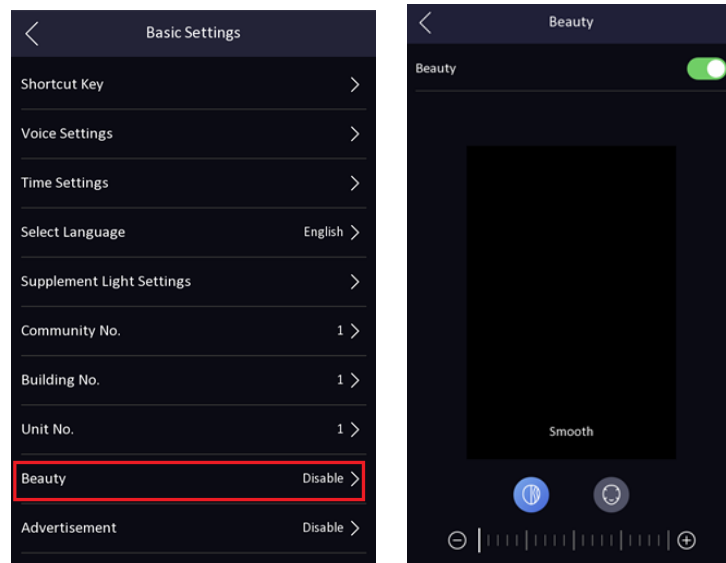 Basic Settings
Shortcut Key
Voice Settings
Time Settings
Select Language English
Supplement Light Settings
Community No. 1
Building No. 1
Unit No. 1
Beauty Disable
Advertisement Disable
Beauty
Beauty
Smooth